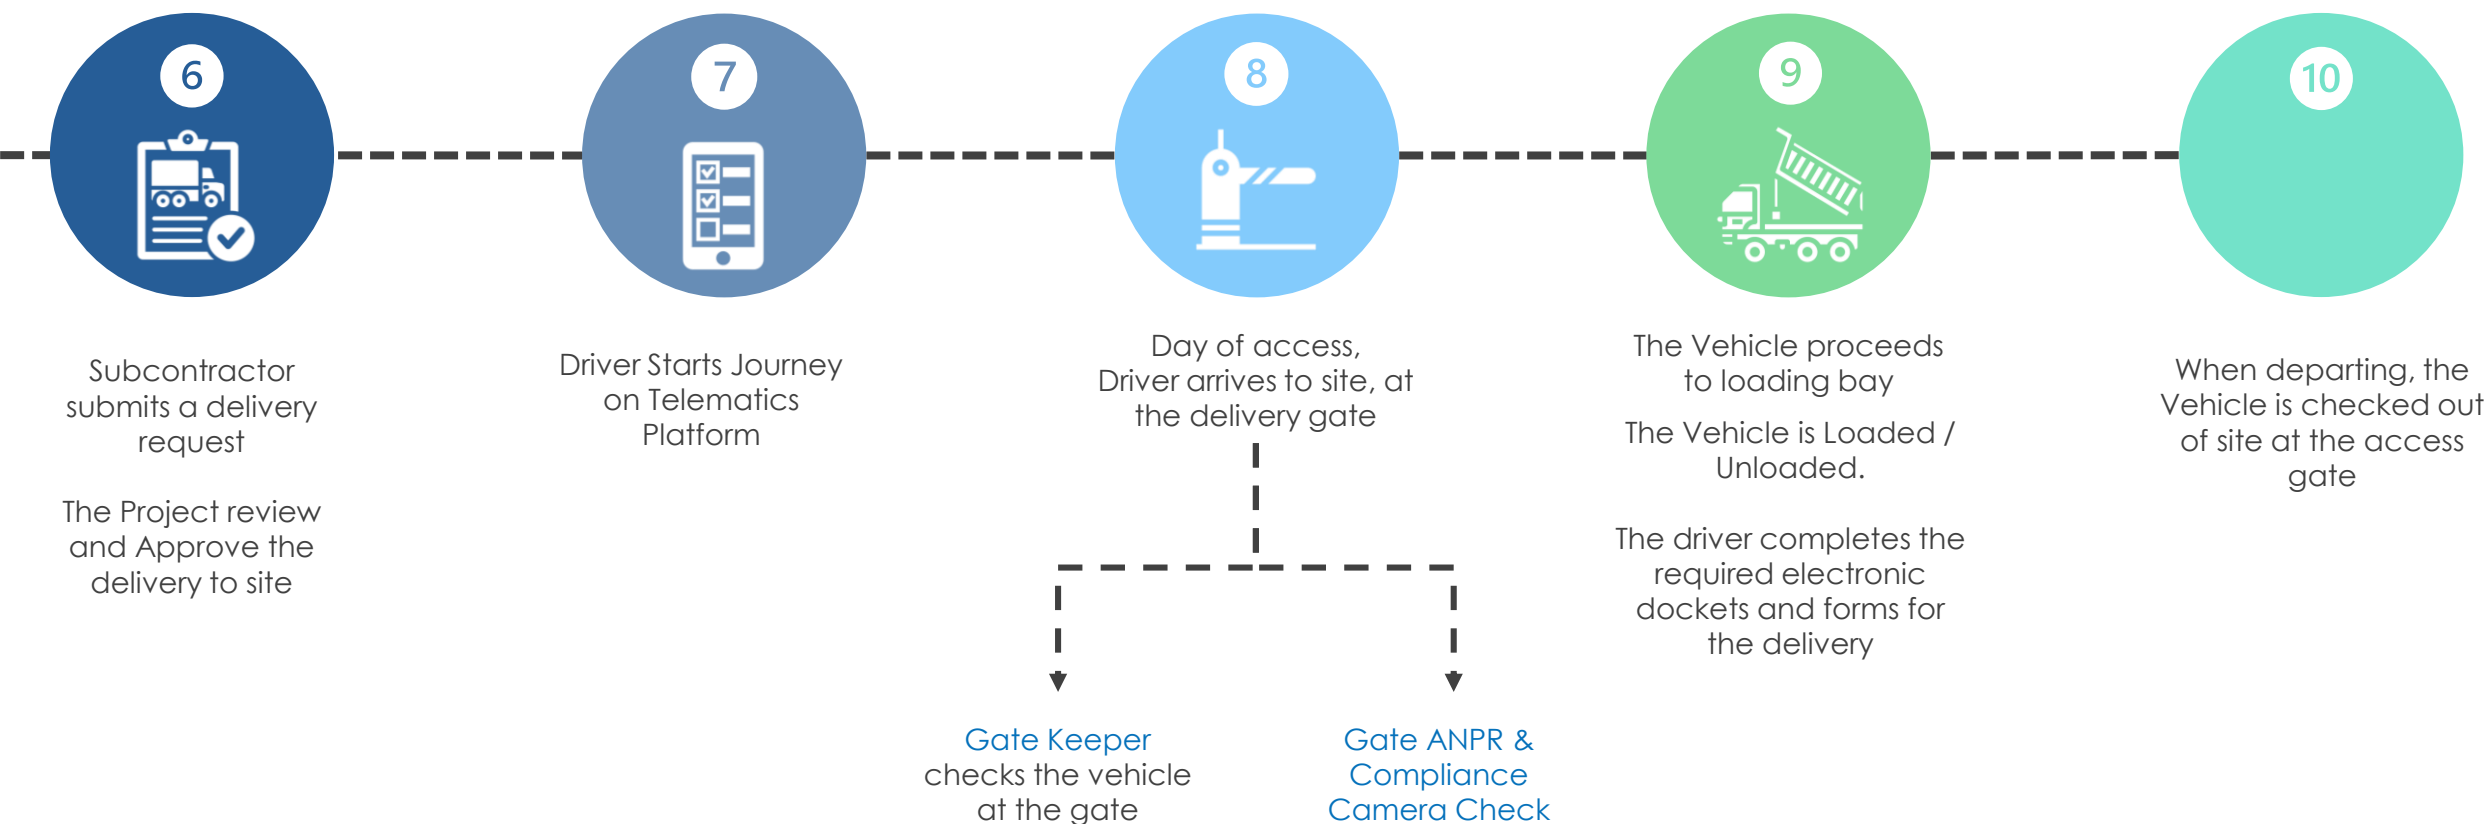 6
Subcontractor
submits a delivery
request
The Project review
and Approve the
delivery to site
7
Driver Starts Journey
on Telematics
Platform
8
Day of access,
Driver arrives to site, at
the delivery gate
Gate Keeper
checks the vehicle
at the gate
Gate ANPR &
Compliance
Camera Check
9
The Vehicle proceeds
to loading bay
The Vehicle is Loaded /
Unloaded.
The driver completes the
required electronic
dockets and forms for
the delivery
10
When departing, the
Vehicle is checked out
of site at the access
gate